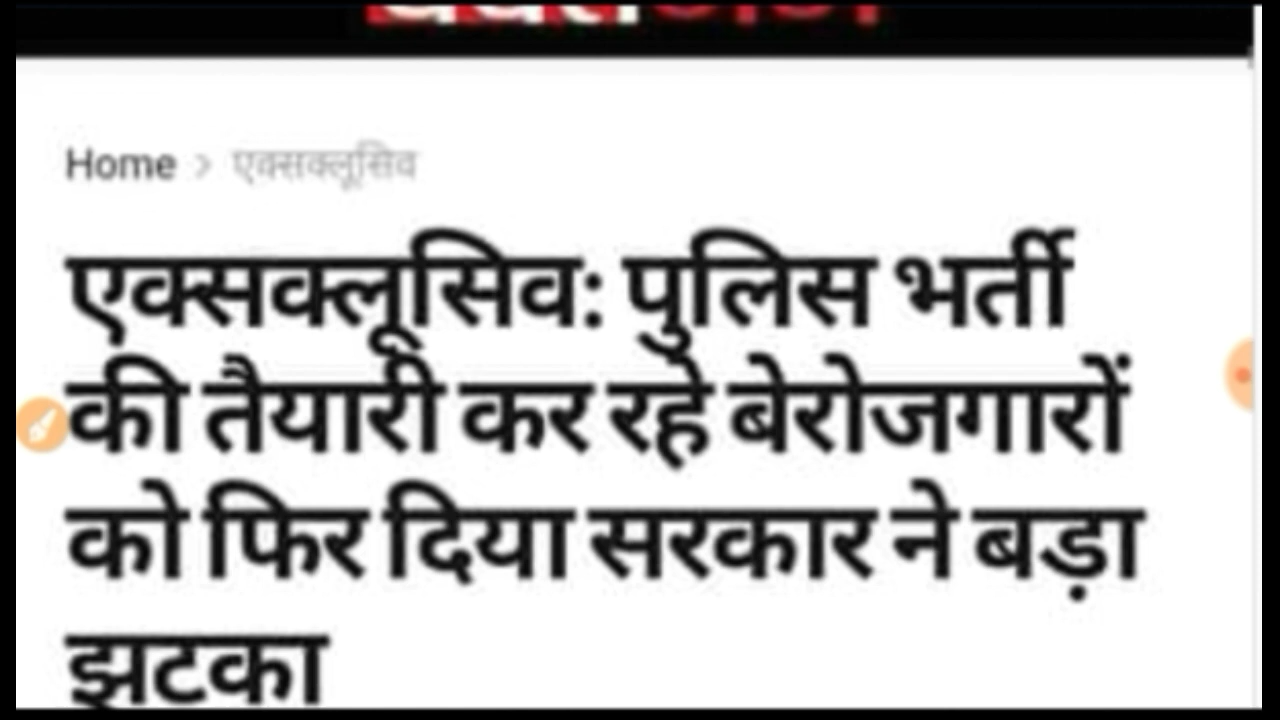 Home > एक्सक्लूसिव
एक्सक्लूसिव: पुलिस भर्ती
की तैयारी कर रहे बेरोजगारों
को फिर दिया सरकार ने बड़ा
झटका